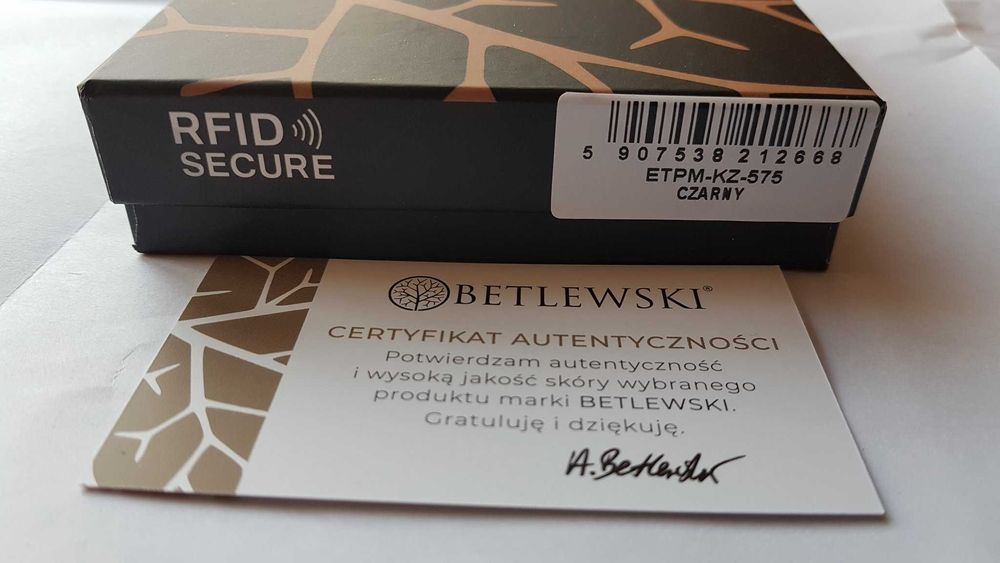 RFID
SECURE
5 907538 212668
ETPM-KZ-575
CZARNY
BETLEWSKI®
CERTYFIKAT AUTENTYCZNOŚCI
Potwierdzam autentyczność
i wysoką jakość skóry wybranego
produktu marki BETLEWSKI.
Gratuluję i dziękuję.